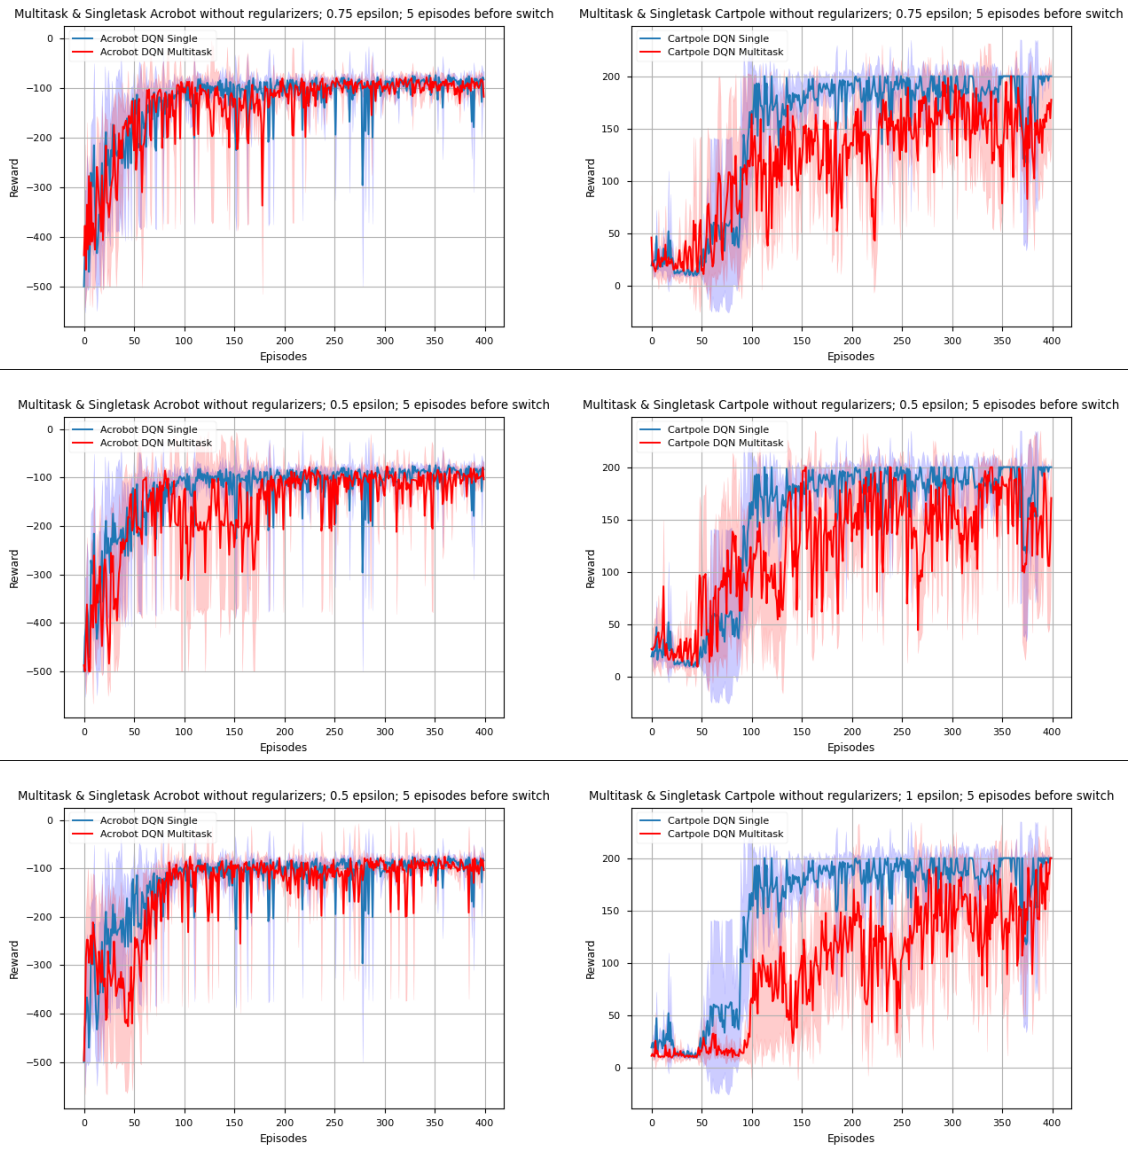 Multitask & Singletask Acrobot without regularizers; 0.75 epsilon; 5 episodes before switch
0
−100
−200
−300
−400
−500
Reward
Acrobot DQN Single
Acrobot DQN Multitask
0 50 100 150 200 250 300 350 400
Episodes
Multitask & Singletask Cartpole without regularizers; 0.75 epsilon; 5 episodes before switch
200
150
100
50
0
Reward
Cartpole DQN Single
Cartpole DQN Multitask
0 50 100 150 200 250 300 350 400
Episodes
Multitask & Singletask Acrobot without regularizers; 0.5 epsilon; 5 episodes before switch
0
−100
−200
−300
−400
−500
Reward
Acrobot DQN Single
Acrobot DQN Multitask
0 50 100 150 200 250 300 350 400
Episodes
Multitask & Singletask Cartpole without regularizers; 0.5 epsilon; 5 episodes before switch
200
150
100
50
0
Reward
Cartpole DQN Single
Cartpole DQN Multitask
0 50 100 150 200 250 300 350 400
Episodes
Multitask & Singletask Acrobot without regularizers; 0.5 epsilon; 5 episodes before switch
0
−100
−200
−300
−400
−500
Reward
Acrobot DQN Single
Acrobot DQN Multitask
0 50 100 150 200 250 300 350 400
Episodes
Multitask & Singletask Cartpole without regularizers; 1 epsilon; 5 episodes before switch
200
150
100
50
0
Reward
Cartpole DQN Single
Cartpole DQN Multitask
0 50 100 150 200 250 300 350 400
Episodes